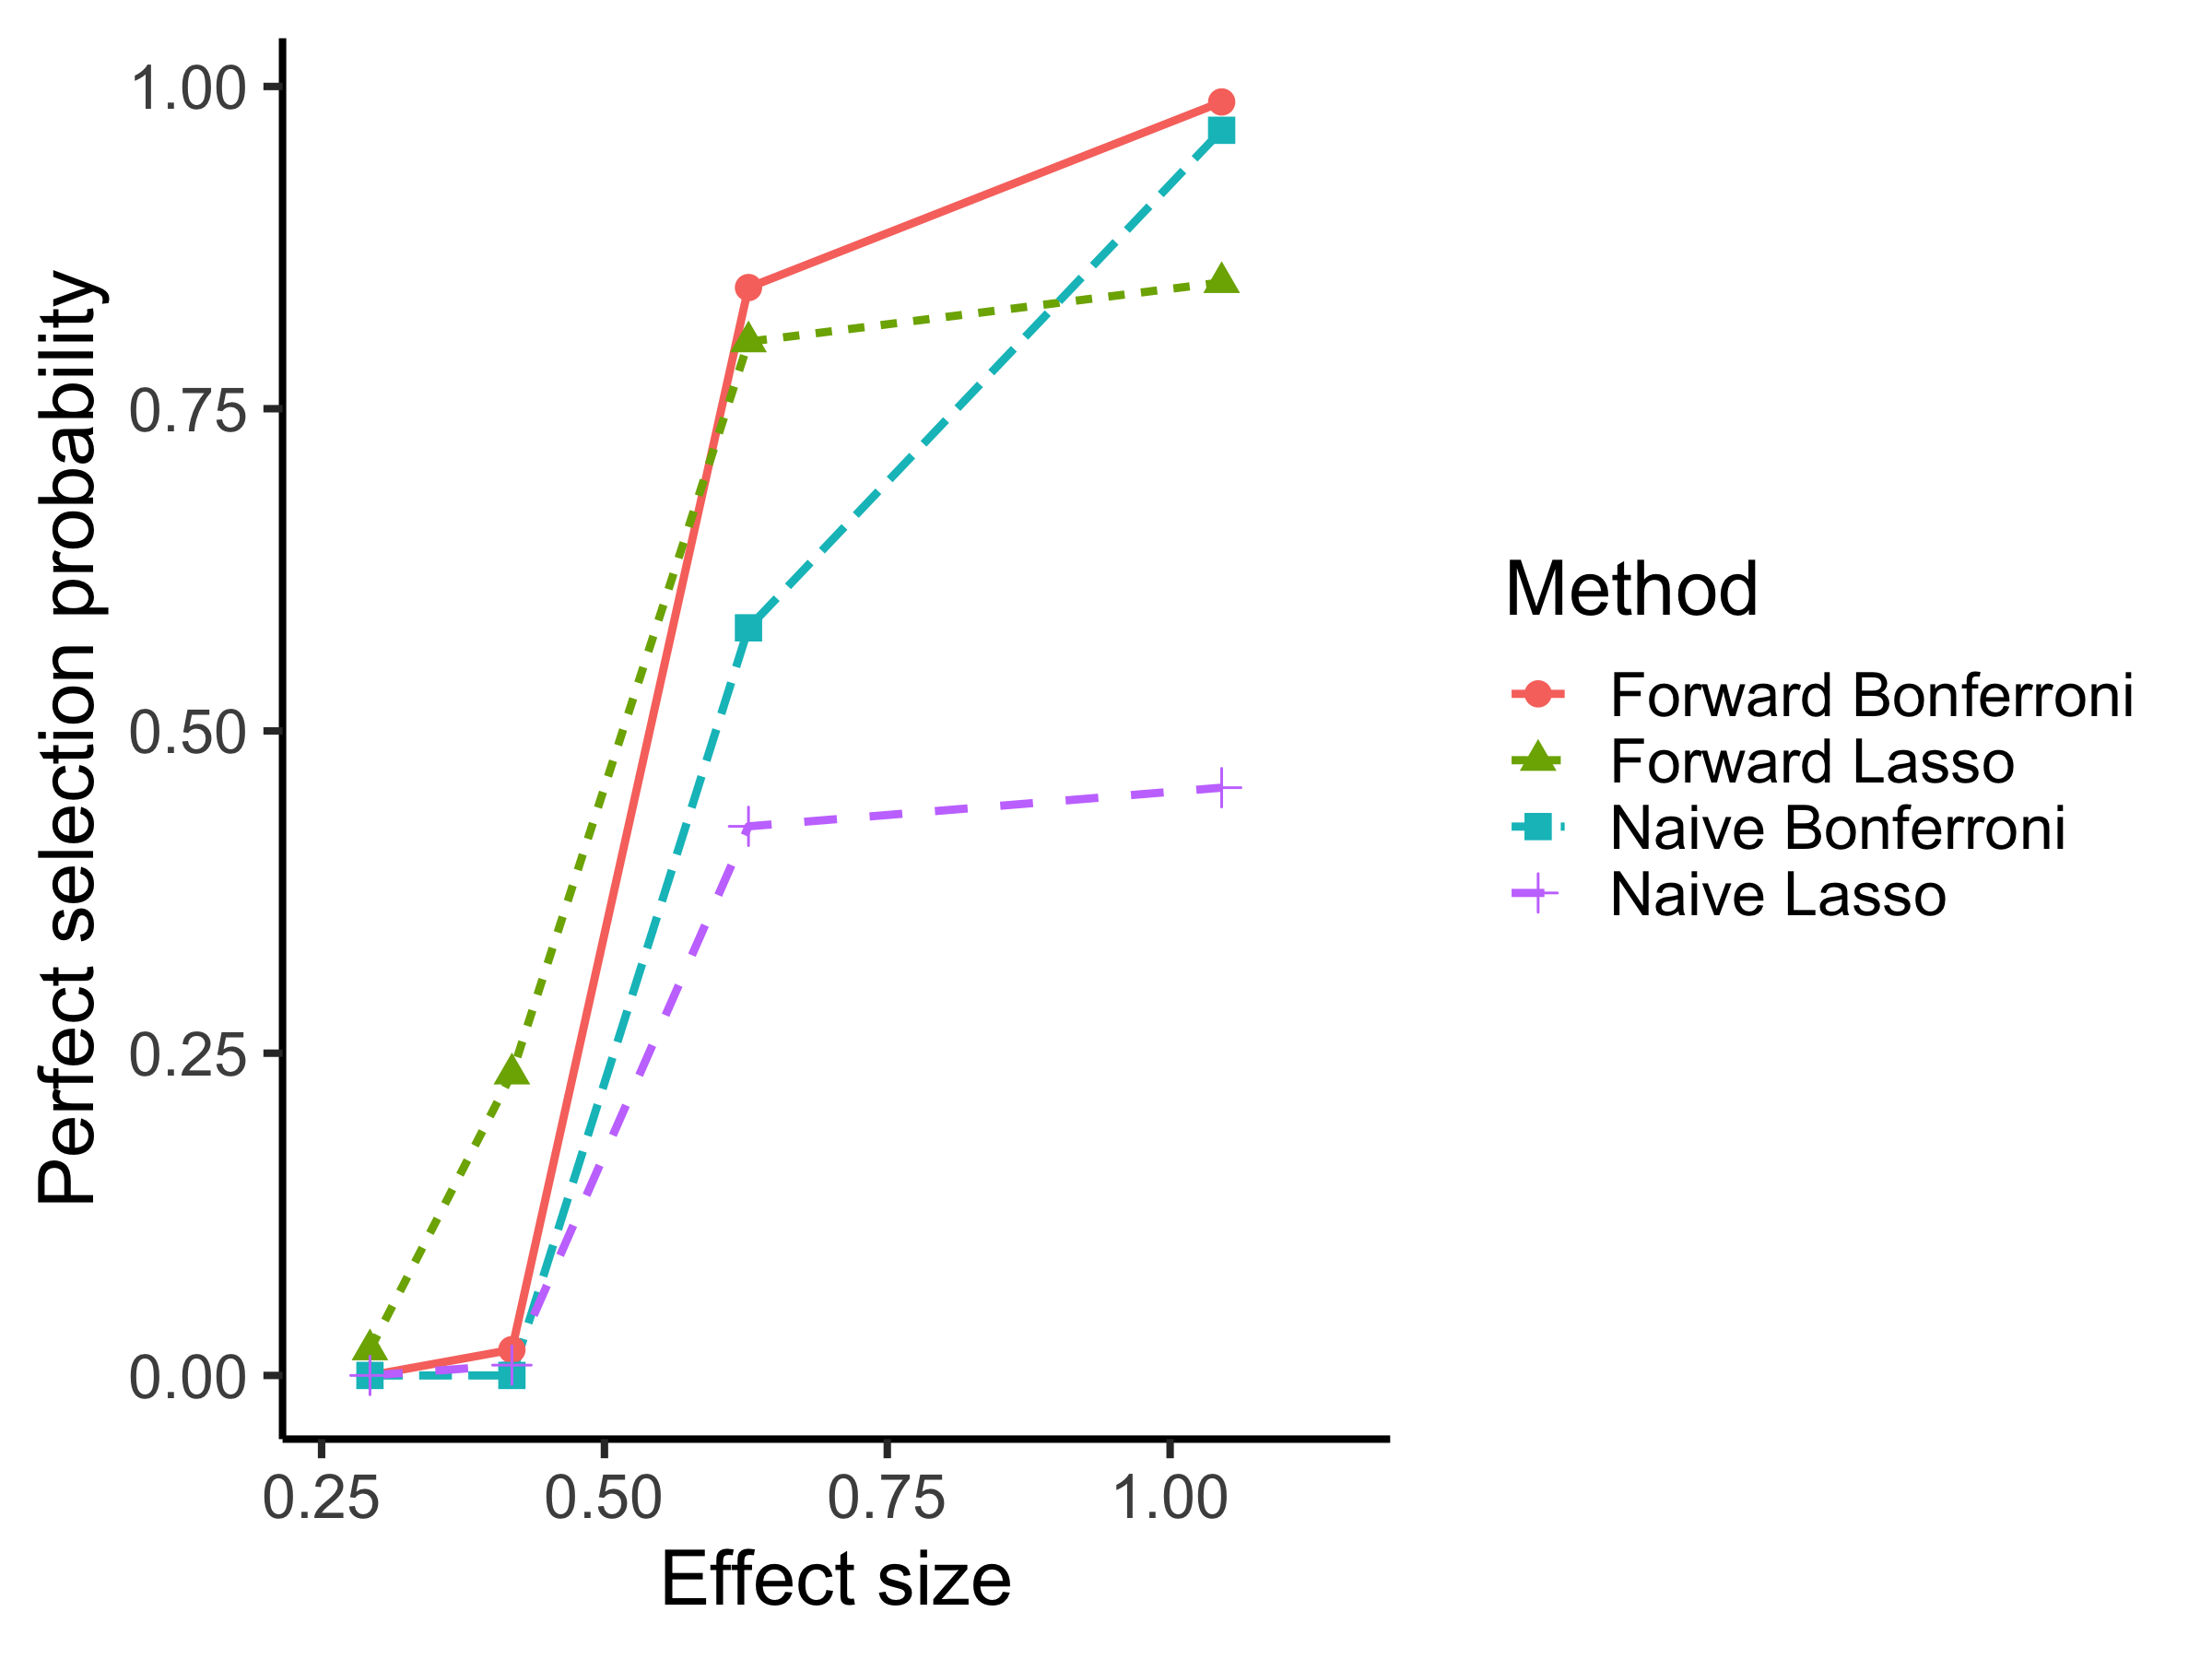 Perfect selection probability
1.00
0.75
0.50
0.25
0.00
0.25 0.50 0.75 1.00
Effect size
Method
Forward Bonferroni
Forward Lasso
Naive Bonferroni
Naive Lasso